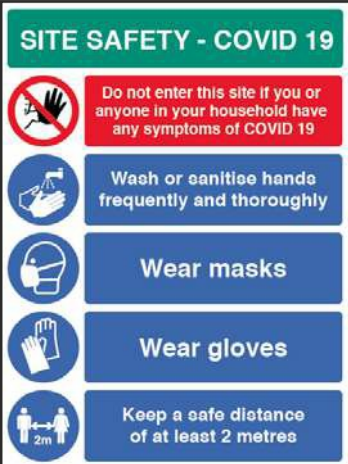 SITE SAFETY - COVID 19
Do not enter this site if you or
anyone in your household have
any symptoms of COVID 19
Wash or sanitise hands
frequently and thoroughly
Wear masks
Wear gloves
2m
Keep a safe distance
of at least 2 metres